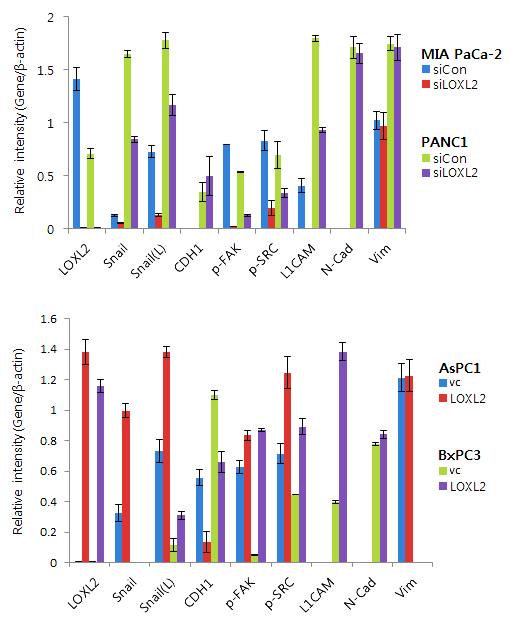 Relative intensity (Gene/β-actin)
2
1.5
1
0.5
0
LOXL2
Snail
Snail(L)
CDH1
p-FAK
p-SRC
L1CAM
N-Cad
Vim
MIA PaCa-2
siCon
siLOXL2
PANC1
siCon
siLOXL2
Relative intensity (Gene/β-actin)
1.6
1.4
1.2
1
0.8
0.6
0.4
0.2
0
LOXL2
Snail
Snail(L)
CDH1
p-FAK
p-SRC
L1CAM
N-Cad
Vim
AsPC1
vc
LOXL2
BxPC3
vc
LOXL2